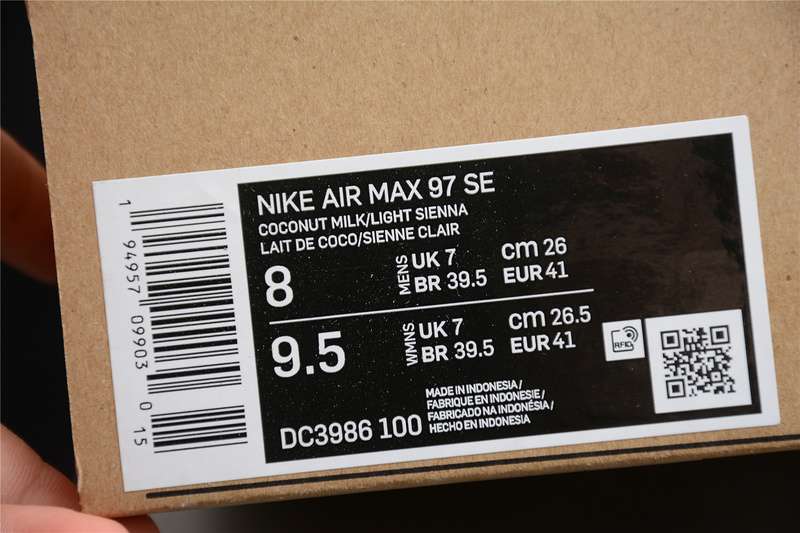 NIKE AIR MAX 97 SE
COCONUT MILK/LIGHT SIENNA
LAIT DE COCO/SIENNE CLAIR
8 MENS UK 7 CM 26
BR 39.5 EUR 41
9.5 WMNS UK 7 CM 26.5
BR 39.5 EUR 41
RFID
DC3986 100
MADE IN INDONESIA/
FABRIQUE EN INDONESIE/
FABRICADO NA INDONÉSIA/
HECHO EN INDONESIA
1 94957 09903 0 15